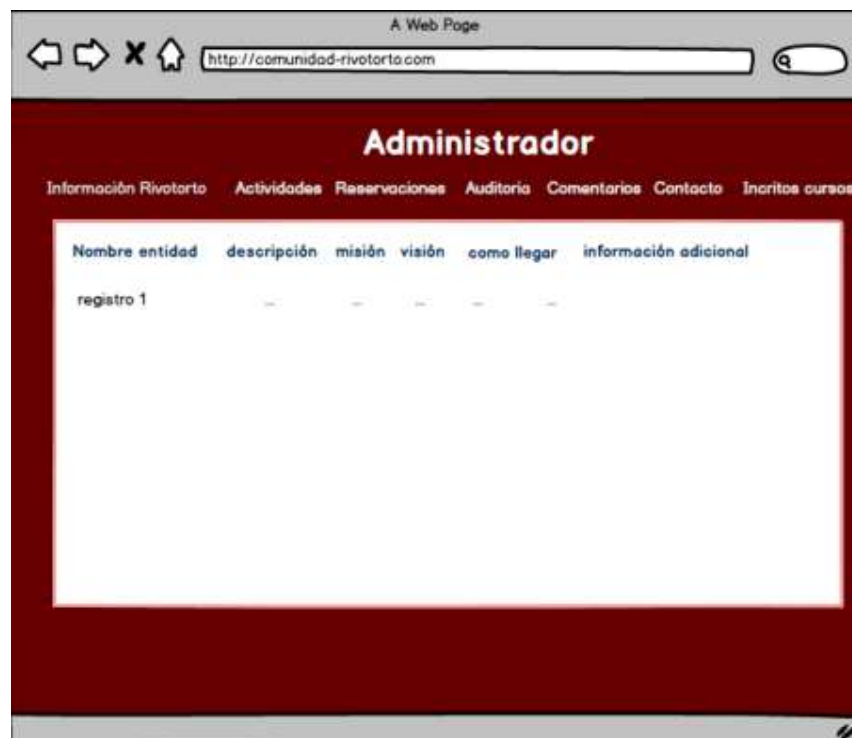 A Web Page
http://comunidad-rivotorto.com
Administrador
Información Rivotorto Actividades Reservaciones Auditoria Comentarios Contacto Incritos cursos
Nombre entidad descripción misión visión como llegar información adicional
registro 1 ... ... ... ... ...